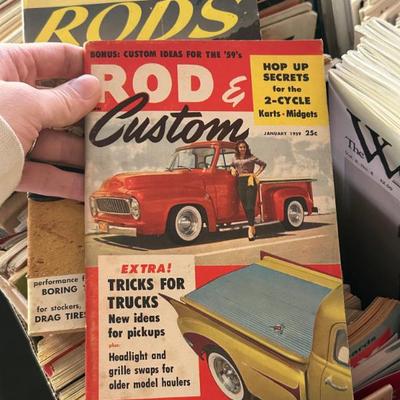 RODS
BONUS: CUSTOM IDEAS FOR THE '59's
ROD &
Custom
JANUARY 1959 25c
HOP UP
SECRETS
for the
2-CYCLE
Karts - Midgets
EXTRA!
TRICKS FOR
TRUCKS
New ideas
for pickups
plus:
Headlight and
grille swaps for
older model haulers
performance f
BORING
for stockers,
DRAG TIRES
The